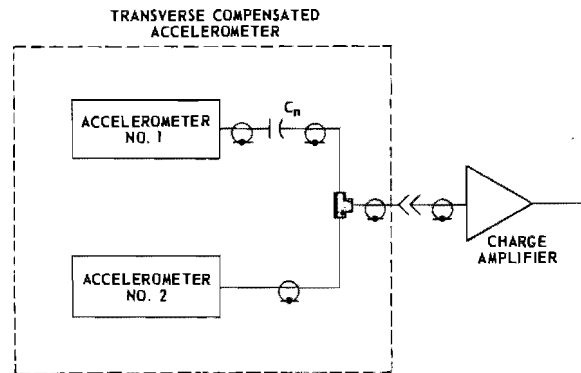 TRANSVERSE COMPENSATED
ACCELEROMETER
Cn
ACCELEROMETER
NO. 1
CHARGE
AMPLIFIER
ACCELEROMETER
NO. 2